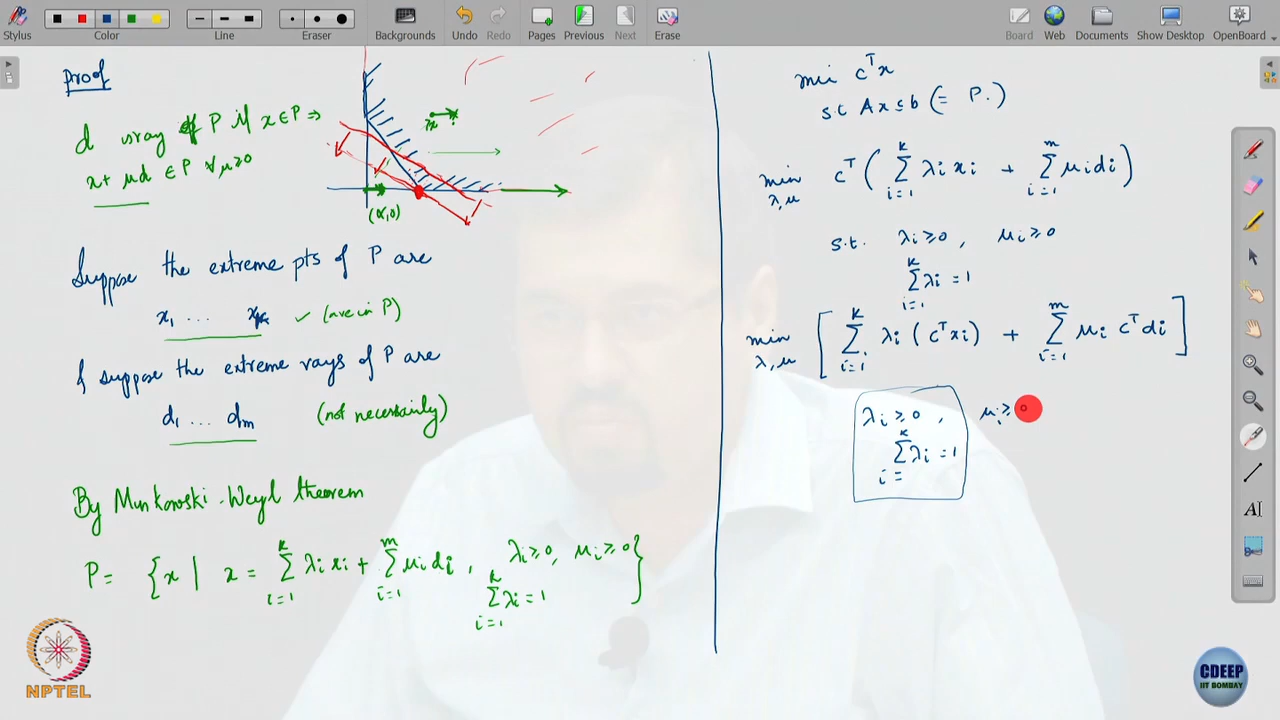 Stylus
Color
Line
Eraser
Backgrounds
Undo
Redo
Pages
Previous
Next
Erase
Board
Web
Documents
Show Desktop
OpenBoard
Proof
d is ray of P if x ∈ P ⇒
x + μd ∈ P ∀ μ≥0
x
(α,0)
Suppose the extreme pts of P are
x₁ ... xₖ ✓ (are in P)
& suppose the extreme rays of P are
d₁ ... dₘ (not necessarily)
By Minkowski-Weyl theorem
P = {x | x = Σᵢ₌₁ᵏ λᵢxᵢ + Σᵢ₌₁ᵐ μᵢdᵢ, λᵢ≥0, μᵢ≥0}
Σᵢ₌₁ᵏ λᵢ = 1
min cᵀx
st Ax ≤ b (= P.)
min λ,μ cᵀ( Σᵢ₌₁ᵏ λᵢxᵢ + Σᵢ₌₁ᵐ μᵢdᵢ)
s.t. λᵢ≥0, μᵢ≥0
Σᵢ₌₁ᵏ λᵢ = 1
min λ,μ [ Σᵢ₌₁ᵏ λᵢ (cᵀxᵢ) + Σᵢ₌₁ᵐ μᵢ cᵀdᵢ ]
λᵢ ≥ 0, μᵢ ≥ 0
Σᵢ₌ᵏ λᵢ = 1
NPTEL
CDEEP
IIT BOMBAY